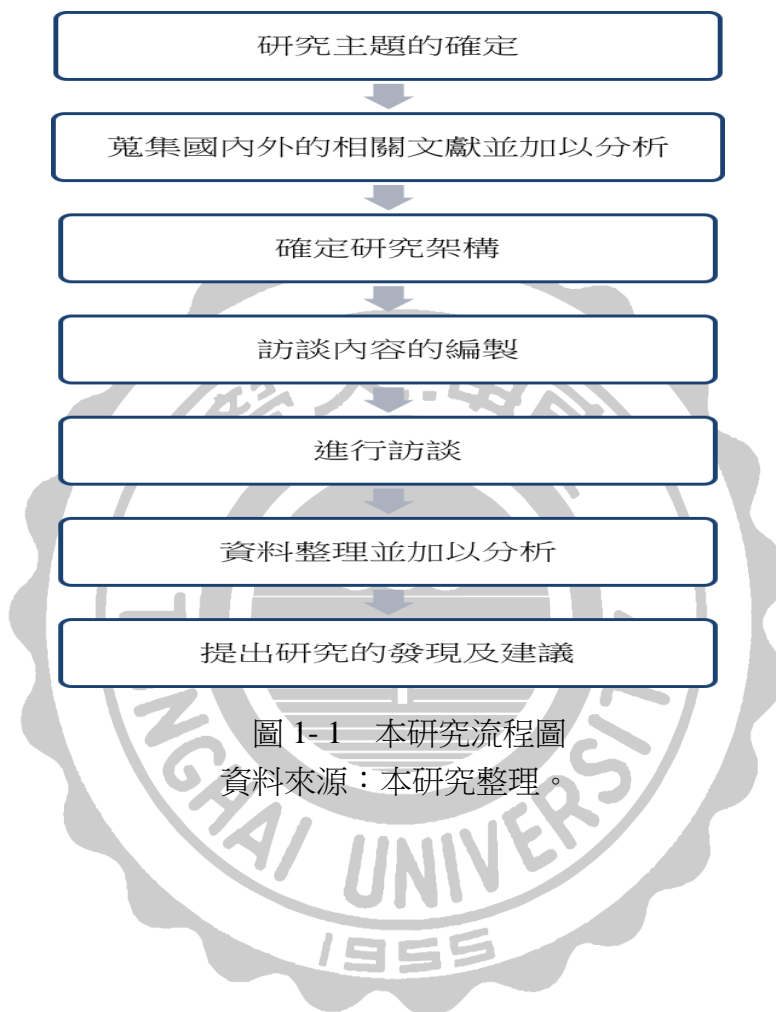 研究主題的確定
蒐集國內外的相關文獻並加以分析
確定研究架構
訪談內容的編製
進行訪談
資料整理並加以分析
提出研究的發現及建議
圖 1- 1　本研究流程圖
資料來源：本研究整理。
UNIVERSIT
1955